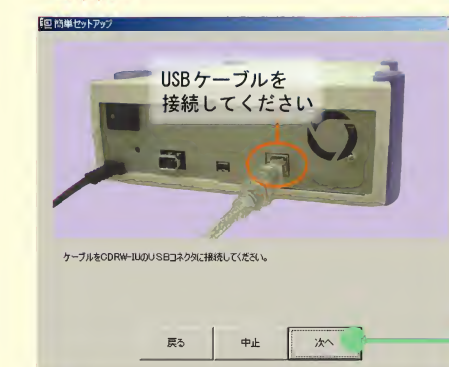 簡単セットアップ
USBケーブルを
接続してください
ケーブルをCDRW-IUのUSBコネクタに接続してください。
戻る
中止
次へ